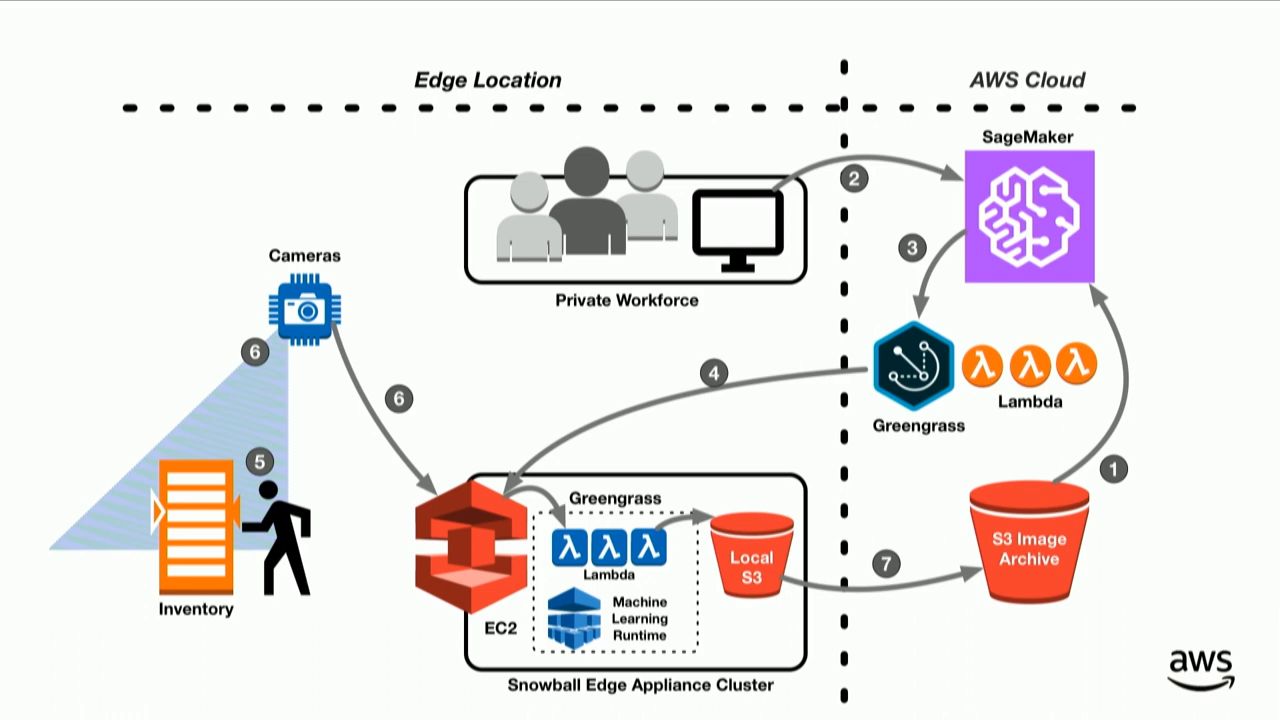 Edge Location
AWS Cloud
SageMaker
2
3
Private Workforce
Cameras
6
6
4
Greengrass
Lambda
1
5
Inventory
Greengrass
Lambda
Machine
Learning
Runtime
EC2
Local
S3
7
S3 Image
Archive
Snowball Edge Appliance Cluster
aws